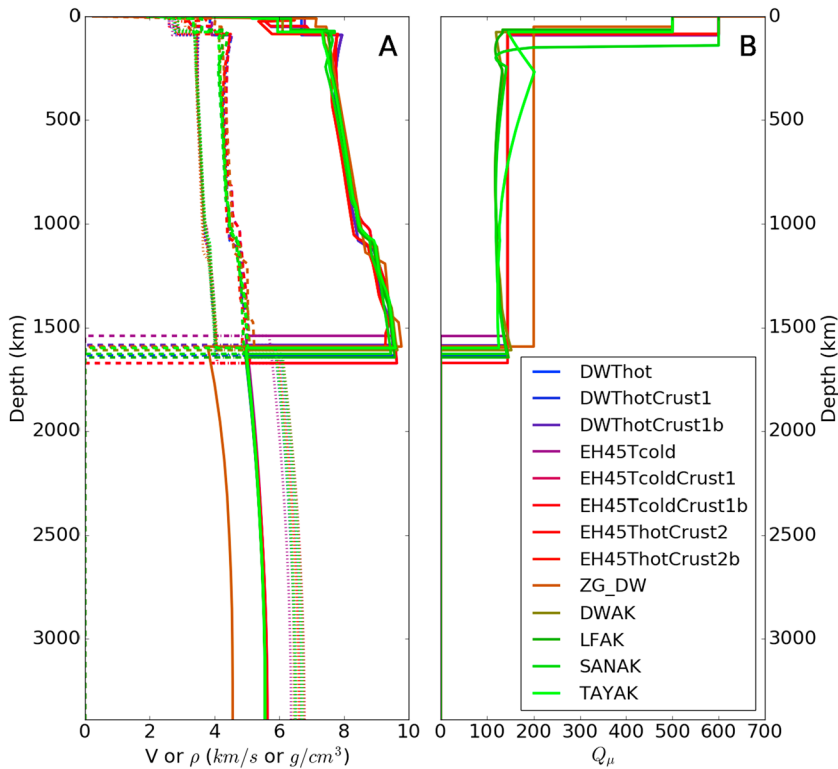 A
B
0
500
1000
1500
2000
2500
3000
Depth (km)
0 2 4 6 8 10
V or ρ (km/s or g/cm³)
DWThot
DWThotCrust1
DWThotCrust1b
EH45Tcold
EH45TcoldCrust1
EH45TcoldCrust1b
EH45ThotCrust2
EH45ThotCrust2b
ZG_DW
DWAK
LFAK
SANAK
TAYAK
0 100 200 300 400 500 600 700
Qμ
0
500
1000
1500
2000
2500
3000
Depth (km)